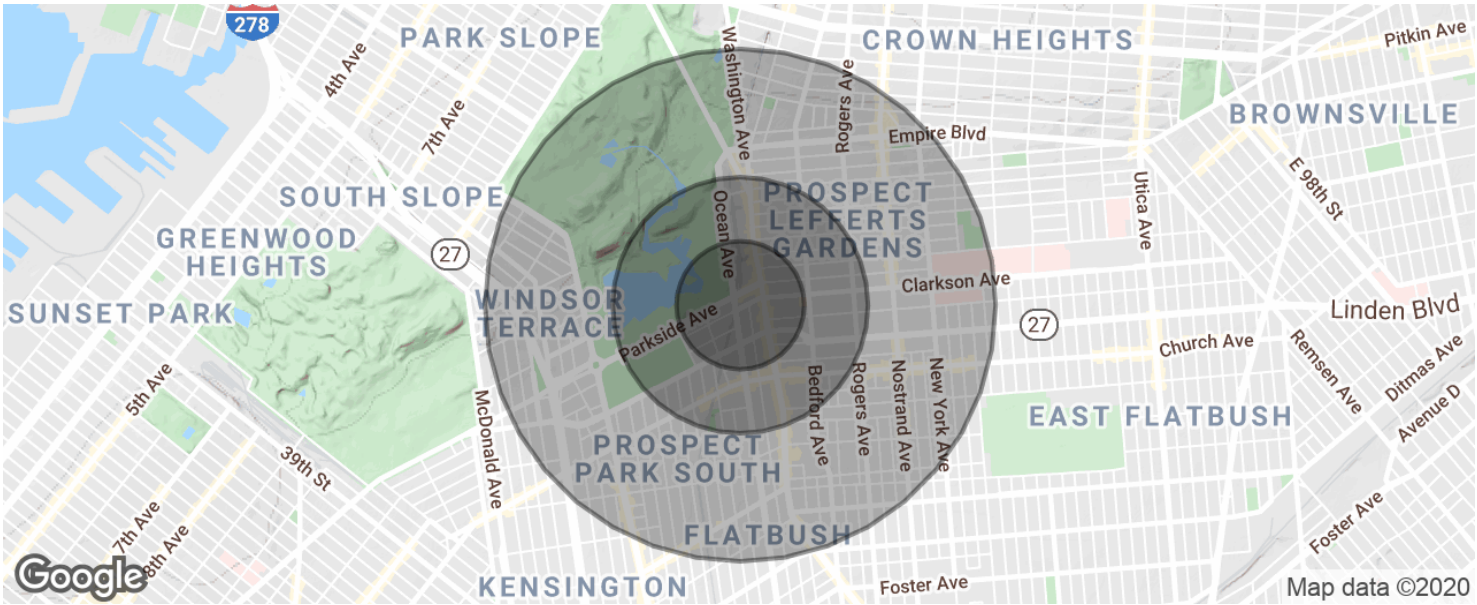 278
PARK SLOPE
CROWN HEIGHTS
Pitkin Ave
4th Ave
Washington Ave
Rogers Ave
7th Ave
Empire Blvd
BROWNSVILLE
E 98th St
SOUTH SLOPE
Ocean Ave
PROSPECT
LEFFERTS
GARDENS
Utica Ave
GREENWOOD
HEIGHTS
27
Clarkson Ave
SUNSET PARK
WINDSOR
TERRACE
Parkside Ave
27
Linden Blvd
Church Ave
Remsen Ave
Ditmas Ave
5th Ave
McDonald Ave
Bedford Ave
Rogers Ave
Nostrand Ave
New York Ave
EAST FLATBUSH
Avenue D
39th St
PROSPECT
PARK SOUTH
7th Ave
8th Ave
FLATBUSH
Foster Ave
Google
KENSINGTON
Foster Ave
Map data ©2020